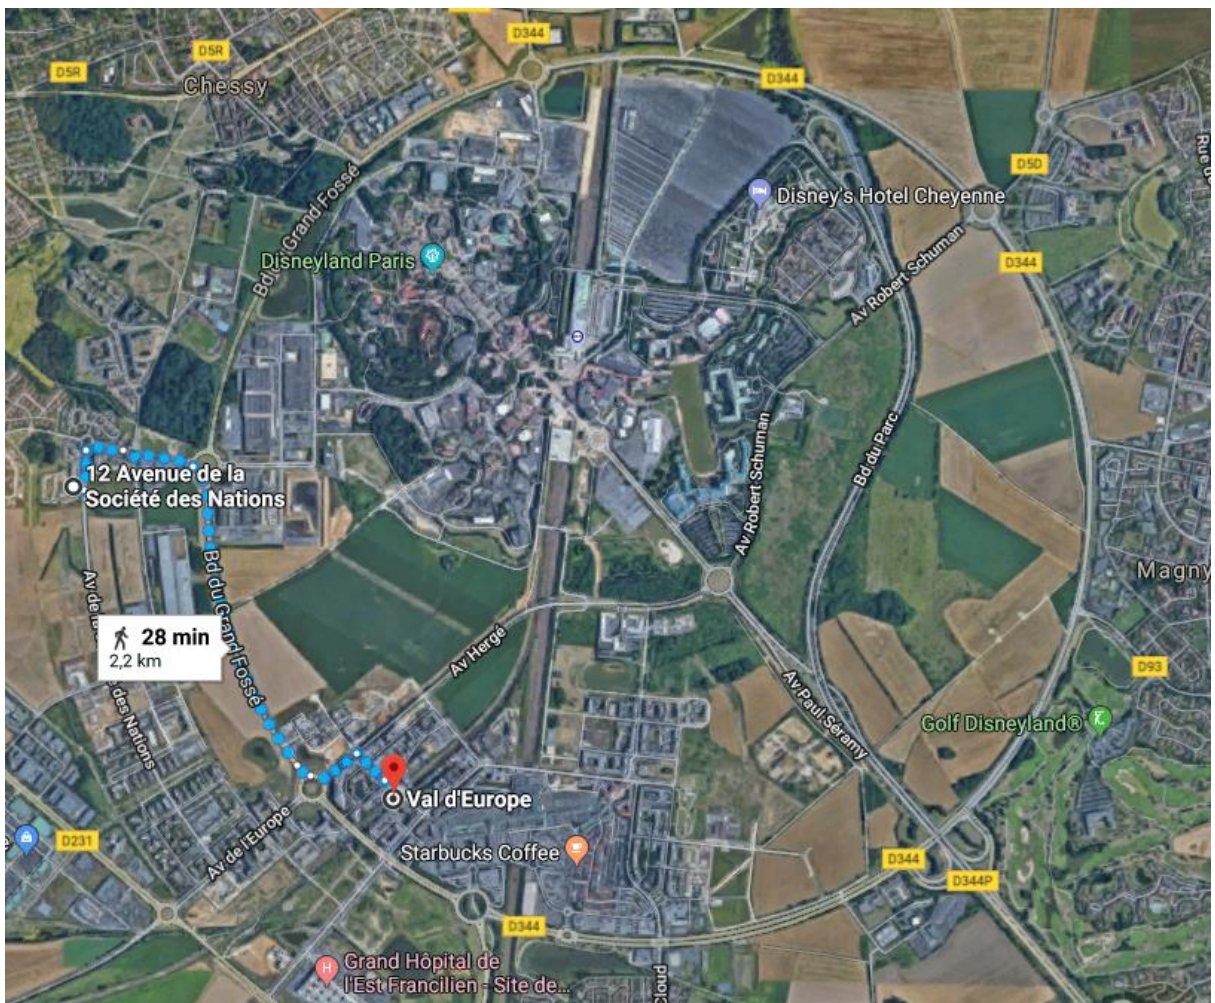 D344
D5R
D5R
Chessy
D344
Bd du Grand Fossé
D5D
Disney's Hotel Cheyenne
Disneyland Paris
Av Robert Schuman
D344
12 Avenue de la
Société des Nations
Av Robert Schuman
Bd du Parc
Bd du Grand Fossé
Magny
28 min
2,2 km
des Nations
Av Hergé
D93
Av Paul Séramy
Golf Disneyland®
Val d'Europe
Av de l'Europe
D231
Starbucks Coffee
D344
D344P
D344
Grand Hôpital de
l'Est Francilien - Site de...
Cloud